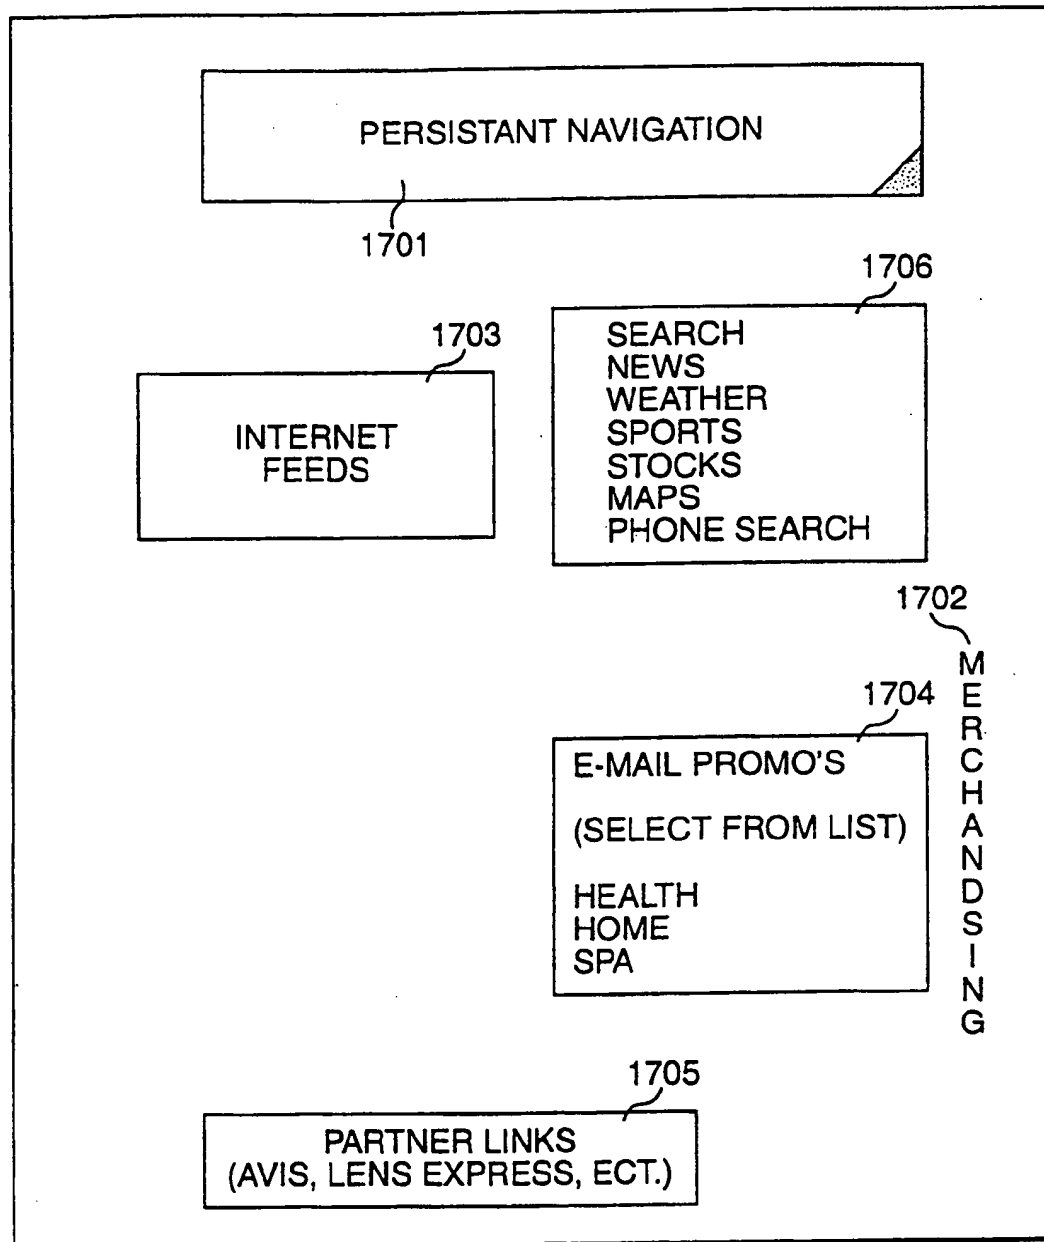 PERSISTANT NAVIGATION
1701
1706
1703
SEARCH
NEWS
WEATHER
SPORTS
STOCKS
MAPS
PHONE SEARCH
INTERNET
FEEDS
1702
MERCHANDSING
1704
E-MAIL PROMO'S
(SELECT FROM LIST)
HEALTH
HOME
SPA
1705
PARTNER LINKS
(AVIS, LENS EXPRESS, ECT.)